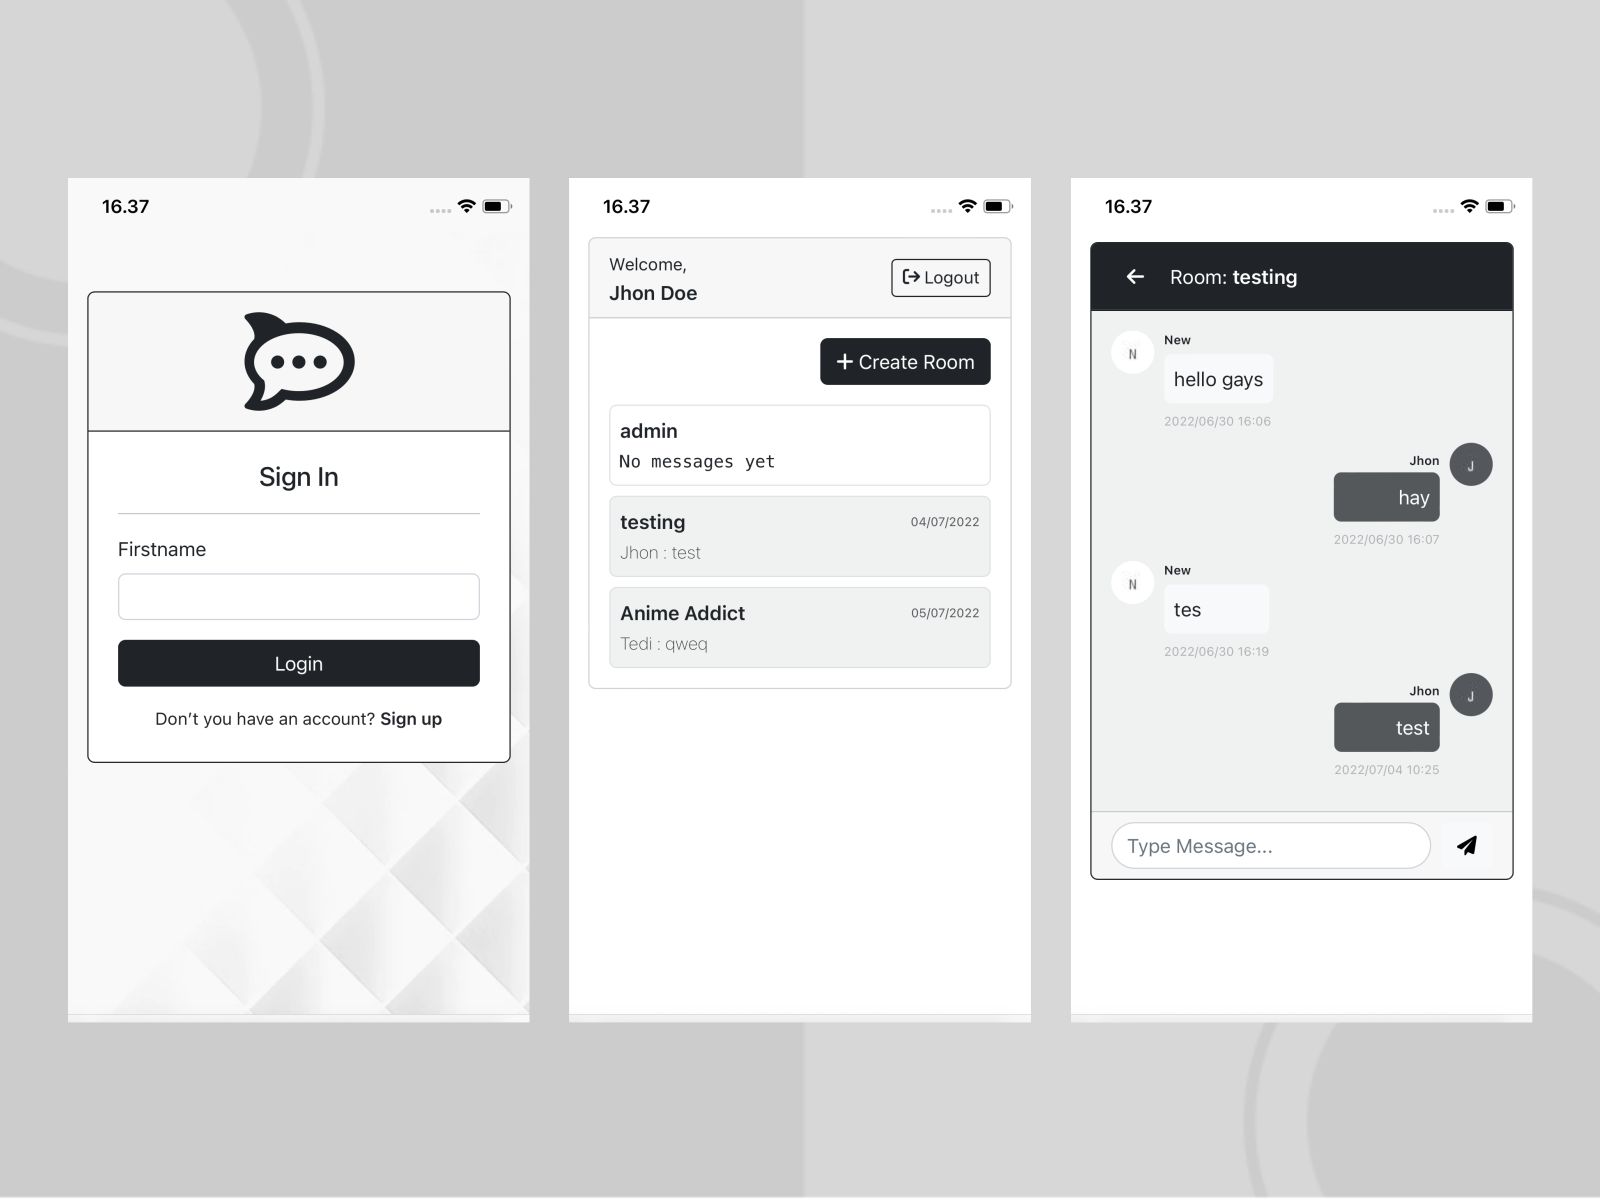 16.37
Sign In
Firstname
Login
Don't you have an account? Sign up
16.37
Welcome,
Jhon Doe
Logout
Create Room
admin
No messages yet
testing 04/07/2022
Jhon : test
Anime Addict 05/07/2022
Tedi : qweq
16.37
Room: testing
New
N
hello gays
2022/06/30 16:06
Jhon
J
hay
2022/06/30 16:07
New
N
tes
2022/06/30 16:19
Jhon
J
test
2022/07/04 10:25
Type Message...